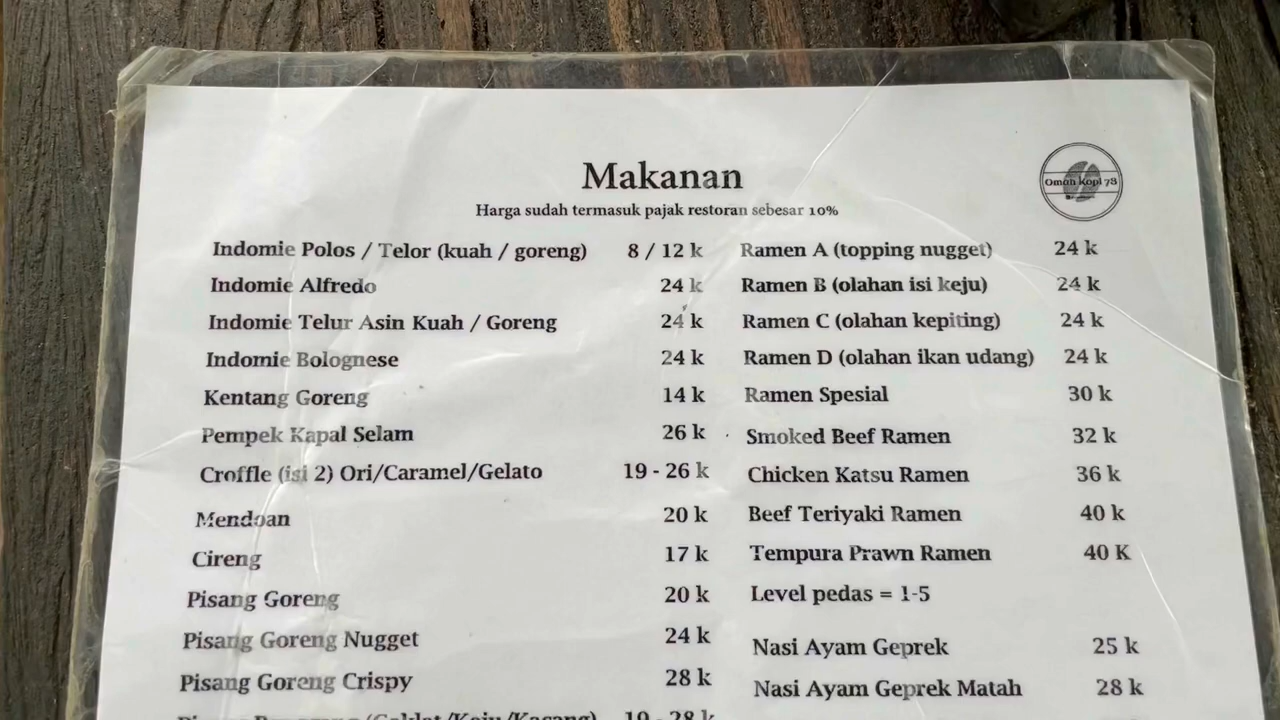 Makanan
Oman Kopi 78
Harga sudah termasuk pajak restoran sebesar 10%
Indomie Polos / Telor (kuah / goreng) 8 / 12 k
Indomie Alfredo 24 k
Indomie Telur Asin Kuah / Goreng 24 k
Indomie Bolognese 24 k
Kentang Goreng 14 k
Pempek Kapal Selam 26 k
Croffle (isi 2) Ori/Caramel/Gelato 19 - 26 k
Mendoan 20 k
Cireng 17 k
Pisang Goreng 20 k
Pisang Goreng Nugget 24 k
Pisang Goreng Crispy 28 k
Ramen A (topping nugget) 24 k
Ramen B (olahan isi keju) 24 k
Ramen C (olahan kepiting) 24 k
Ramen D (olahan ikan udang) 24 k
Ramen Spesial 30 k
Smoked Beef Ramen 32 k
Chicken Katsu Ramen 36 k
Beef Teriyaki Ramen 40 k
Tempura Prawn Ramen 40 K
Level pedas = 1-5
Nasi Ayam Geprek 25 k
Nasi Ayam Geprek Matah 28 k